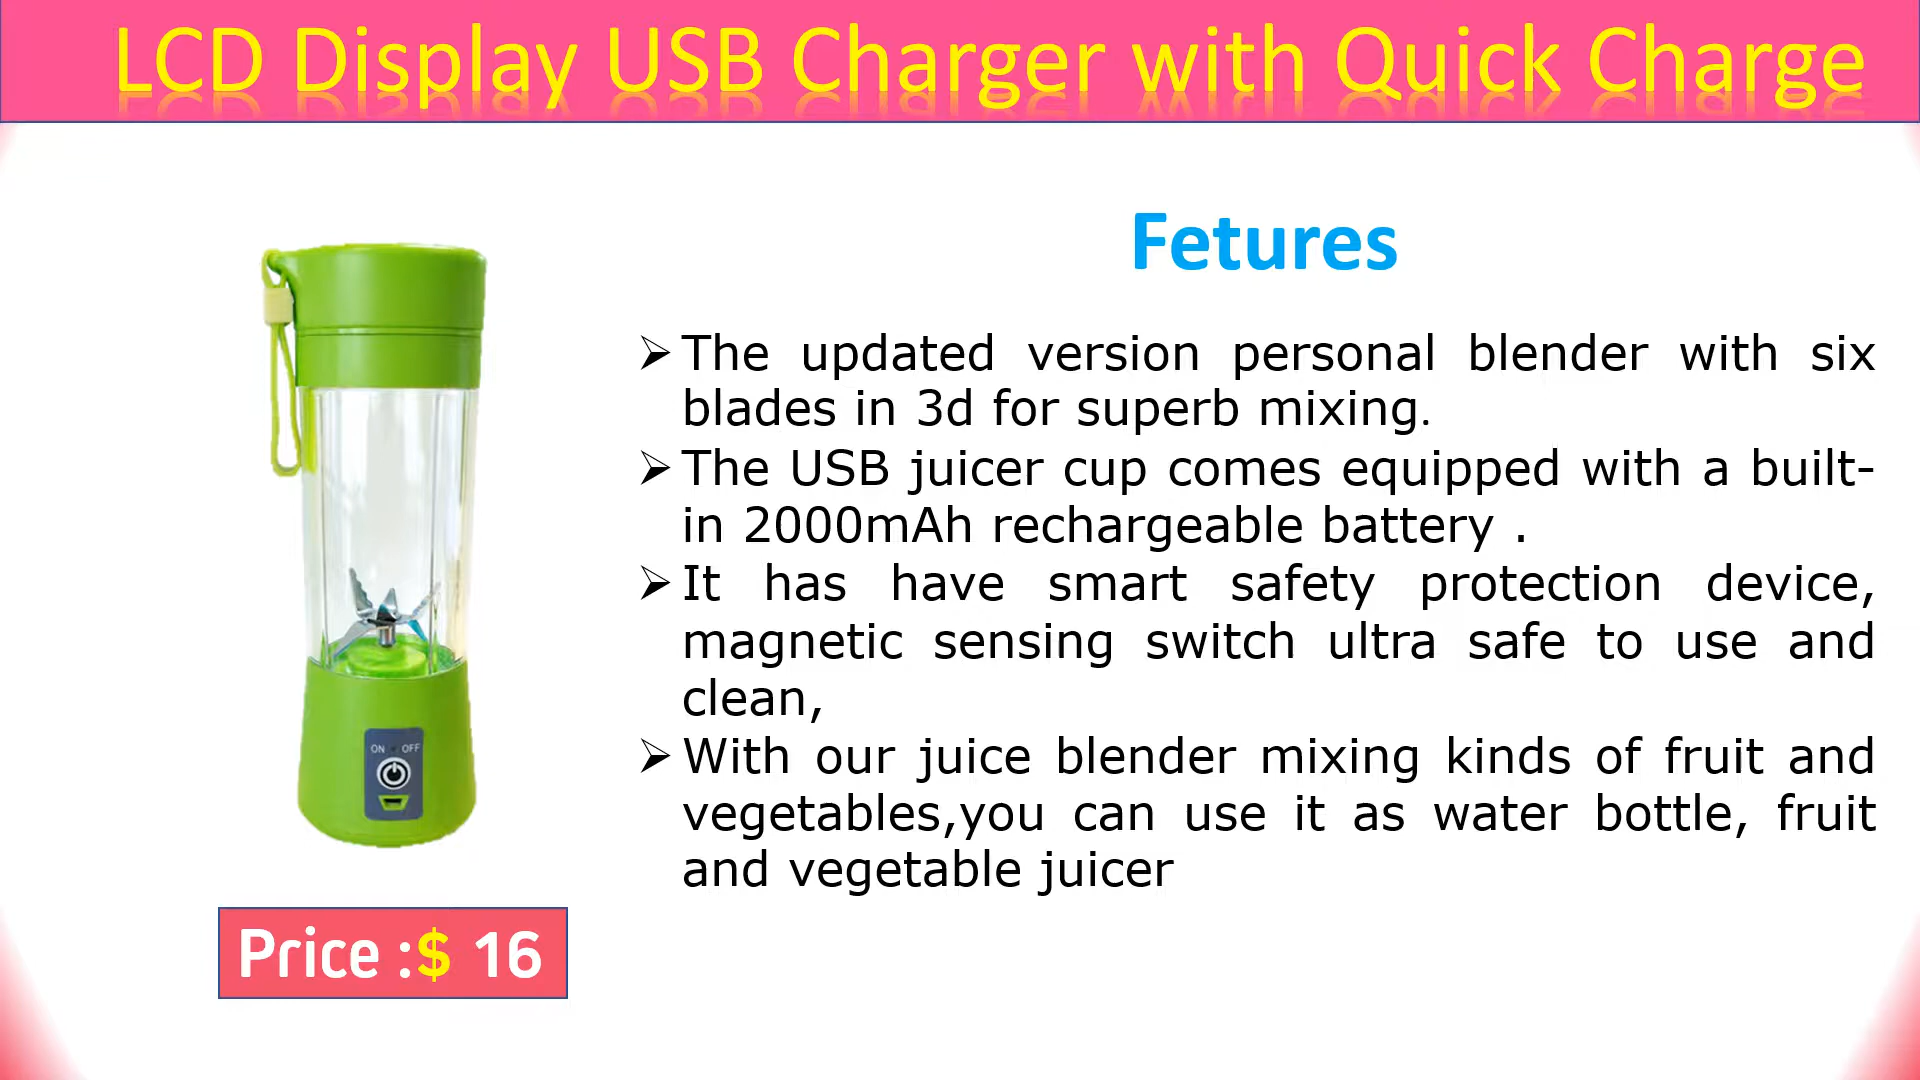 LCD Display USB Charger with Quick Charge
Fetures
➢ The updated version personal blender with six
blades in 3d for superb mixing.
➢ The USB juicer cup comes equipped with a built-
in 2000mAh rechargeable battery .
➢ It has have smart safety protection device,
magnetic sensing switch ultra safe to use and
clean,
➢ With our juice blender mixing kinds of fruit and
vegetables,you can use it as water bottle, fruit
and vegetable juicer
ON OFF
Price :$ 16